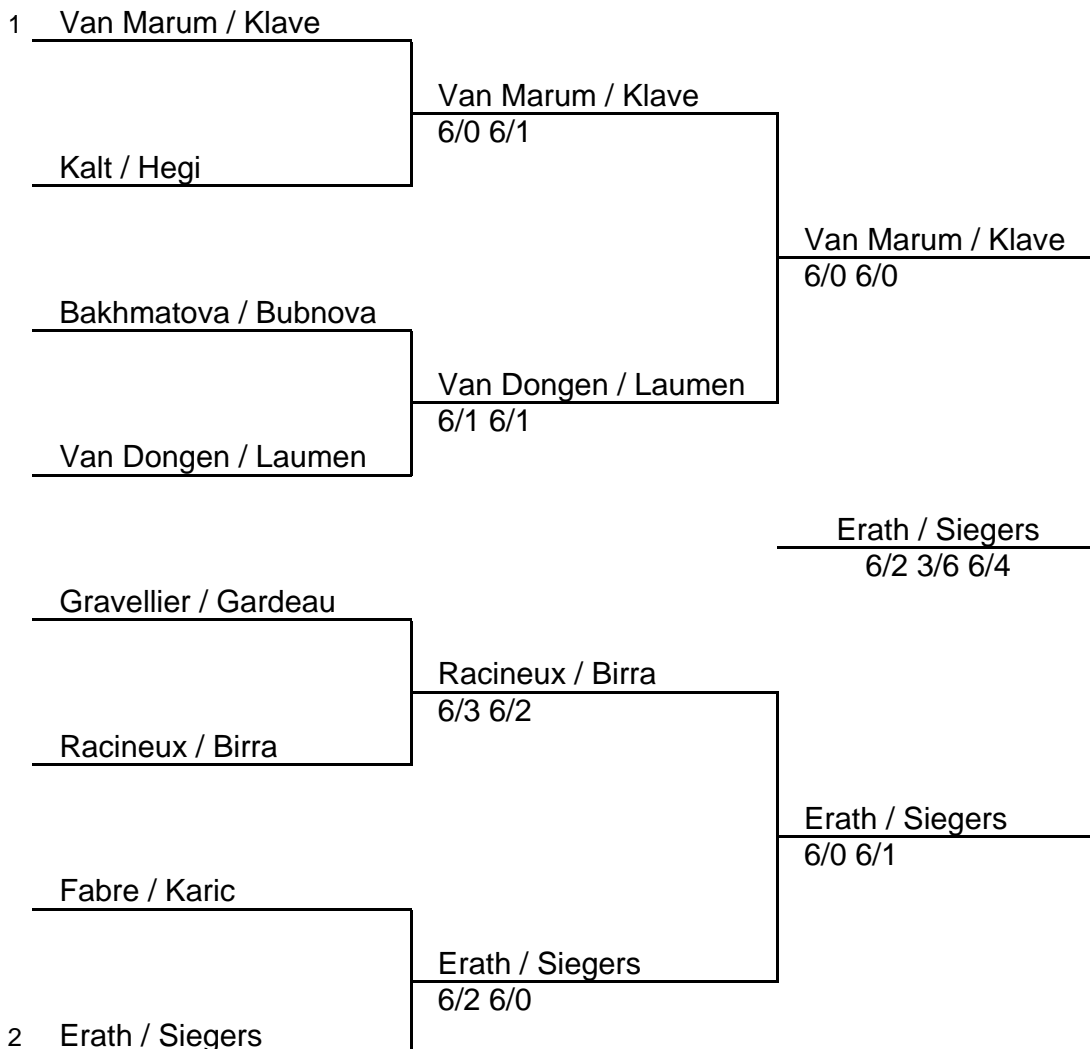 1 Van Marum / Klave
Van Marum / Klave
6/0 6/1
Kalt / Hegi
Van Marum / Klave
6/0 6/0
Bakhmatova / Bubnova
Van Dongen / Laumen
6/1 6/1
Van Dongen / Laumen
Erath / Siegers
6/2 3/6 6/4
Gravellier / Gardeau
Racineux / Birra
6/3 6/2
Racineux / Birra
Erath / Siegers
6/0 6/1
Fabre / Karic
Erath / Siegers
6/2 6/0
2 Erath / Siegers